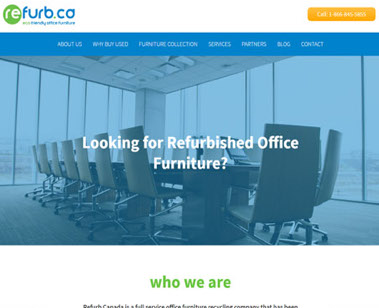 refurb.ca
eco-friendly office furniture
Call: 1-866-845-5855
ABOUT US WHY BUY USED FURNITURE COLLECTION SERVICES PARTNERS BLOG CONTACT
Looking for Refurbished Office
Furniture?
who we are
Refurb Canada is a full service office furniture recycling company that has been